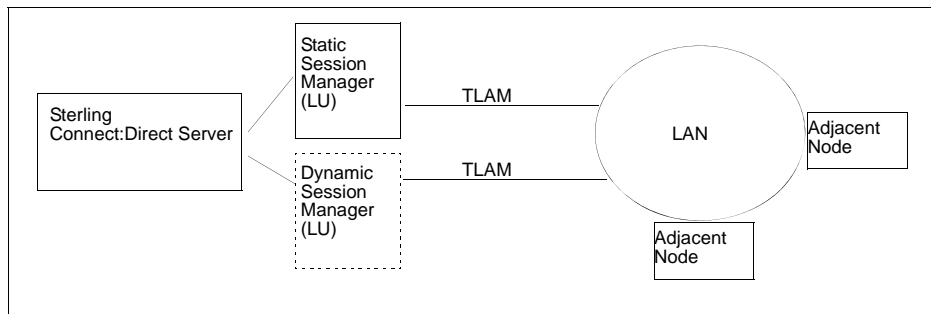 Static
Session
Manager
(LU)
Sterling
Connect:Direct Server
TLAM
LAN
Adjacent
Node
Dynamic
Session
Manager
(LU)
TLAM
Adjacent
Node